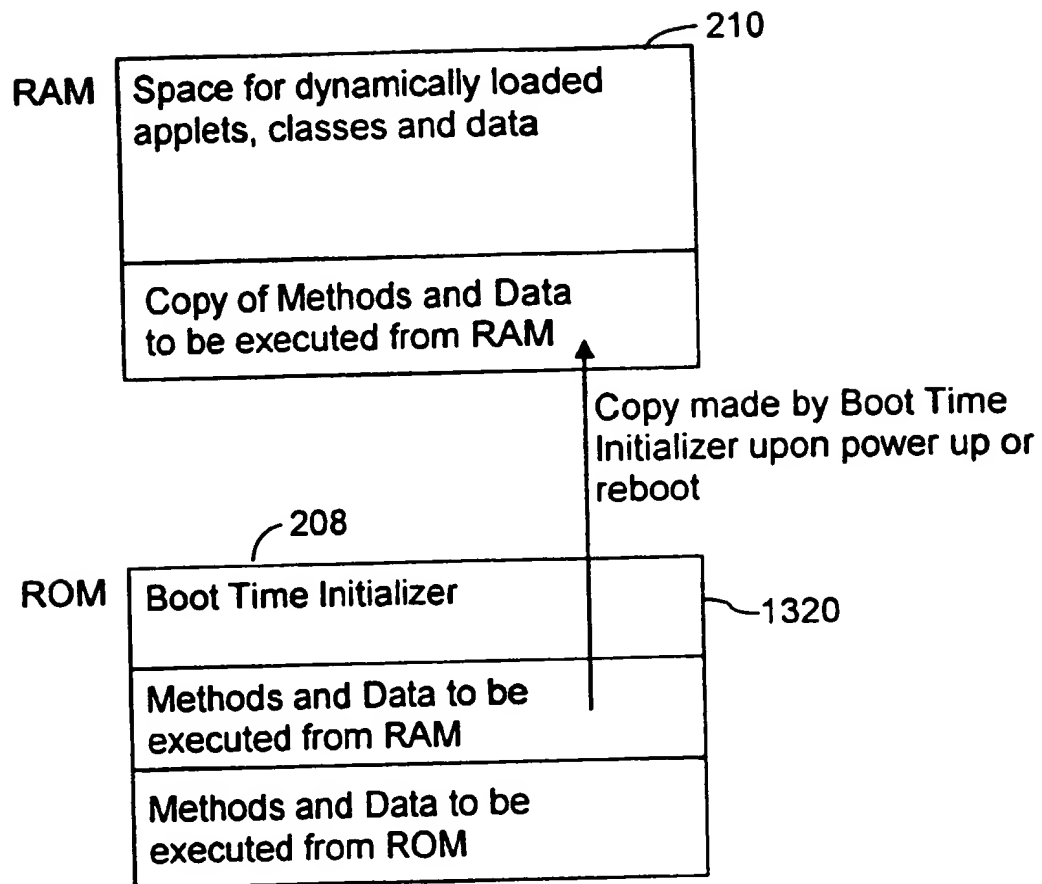 210
RAM
Space for dynamically loaded
applets, classes and data
Copy of Methods and Data
to be executed from RAM
Copy made by Boot Time
Initializer upon power up or
reboot
208
ROM
Boot Time Initializer
1320
Methods and Data to be
executed from RAM
Methods and Data to be
executed from ROM